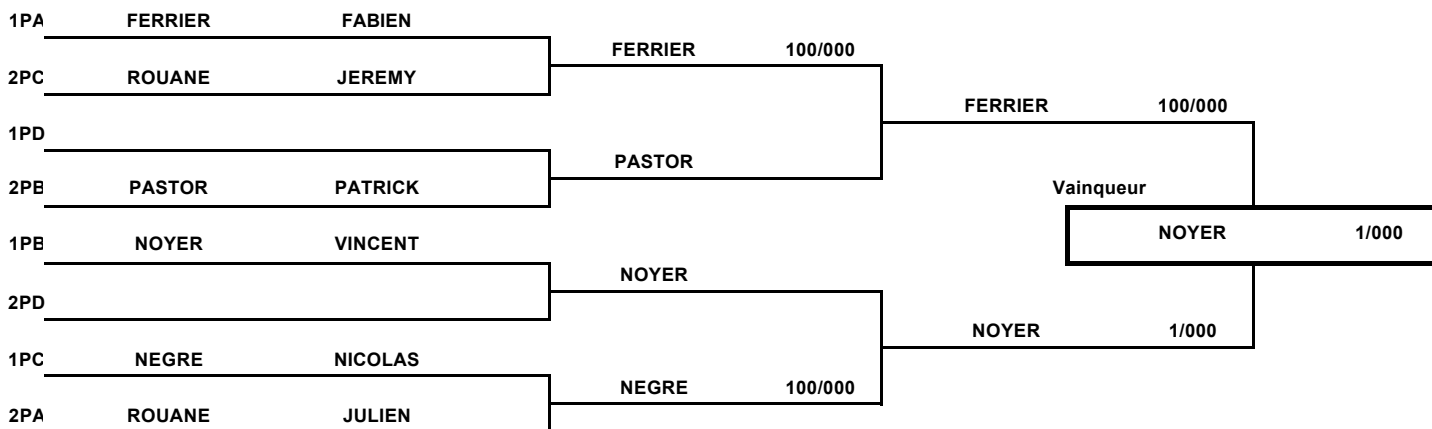 1PA FERRIER FABIEN
FERRIER 100/000
2PC ROUANE JEREMY
FERRIER 100/000
1PD
PASTOR
2PB PASTOR PATRICK
Vainqueur
NOYER 1/000
1PB NOYER VINCENT
NOYER
2PD
NOYER 1/000
1PC NEGRE NICOLAS
NEGRE 100/000
2PA ROUANE JULIEN